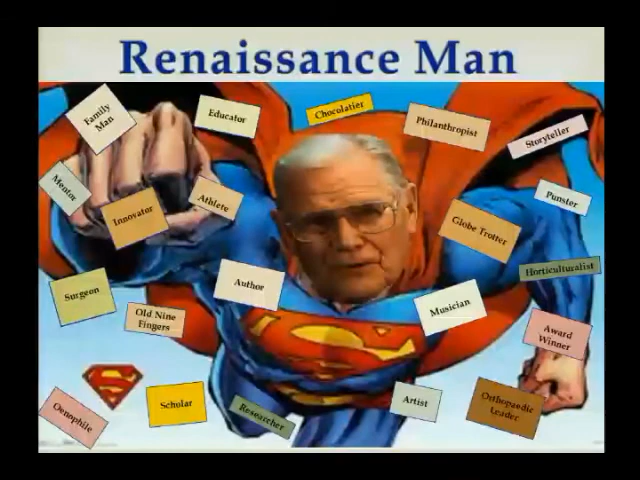 Renaissance Man
Family
Man
Educator
Chocolatier
Philanthropist
Storyteller
Mentor
Innovator
Athlete
Globe Trotter
Punster
Horticulturalist
Surgeon
Author
Musician
Old Nine
Fingers
Award
Winner
Oenophile
Scholar
Researcher
Artist
Orthopaedic
Leader